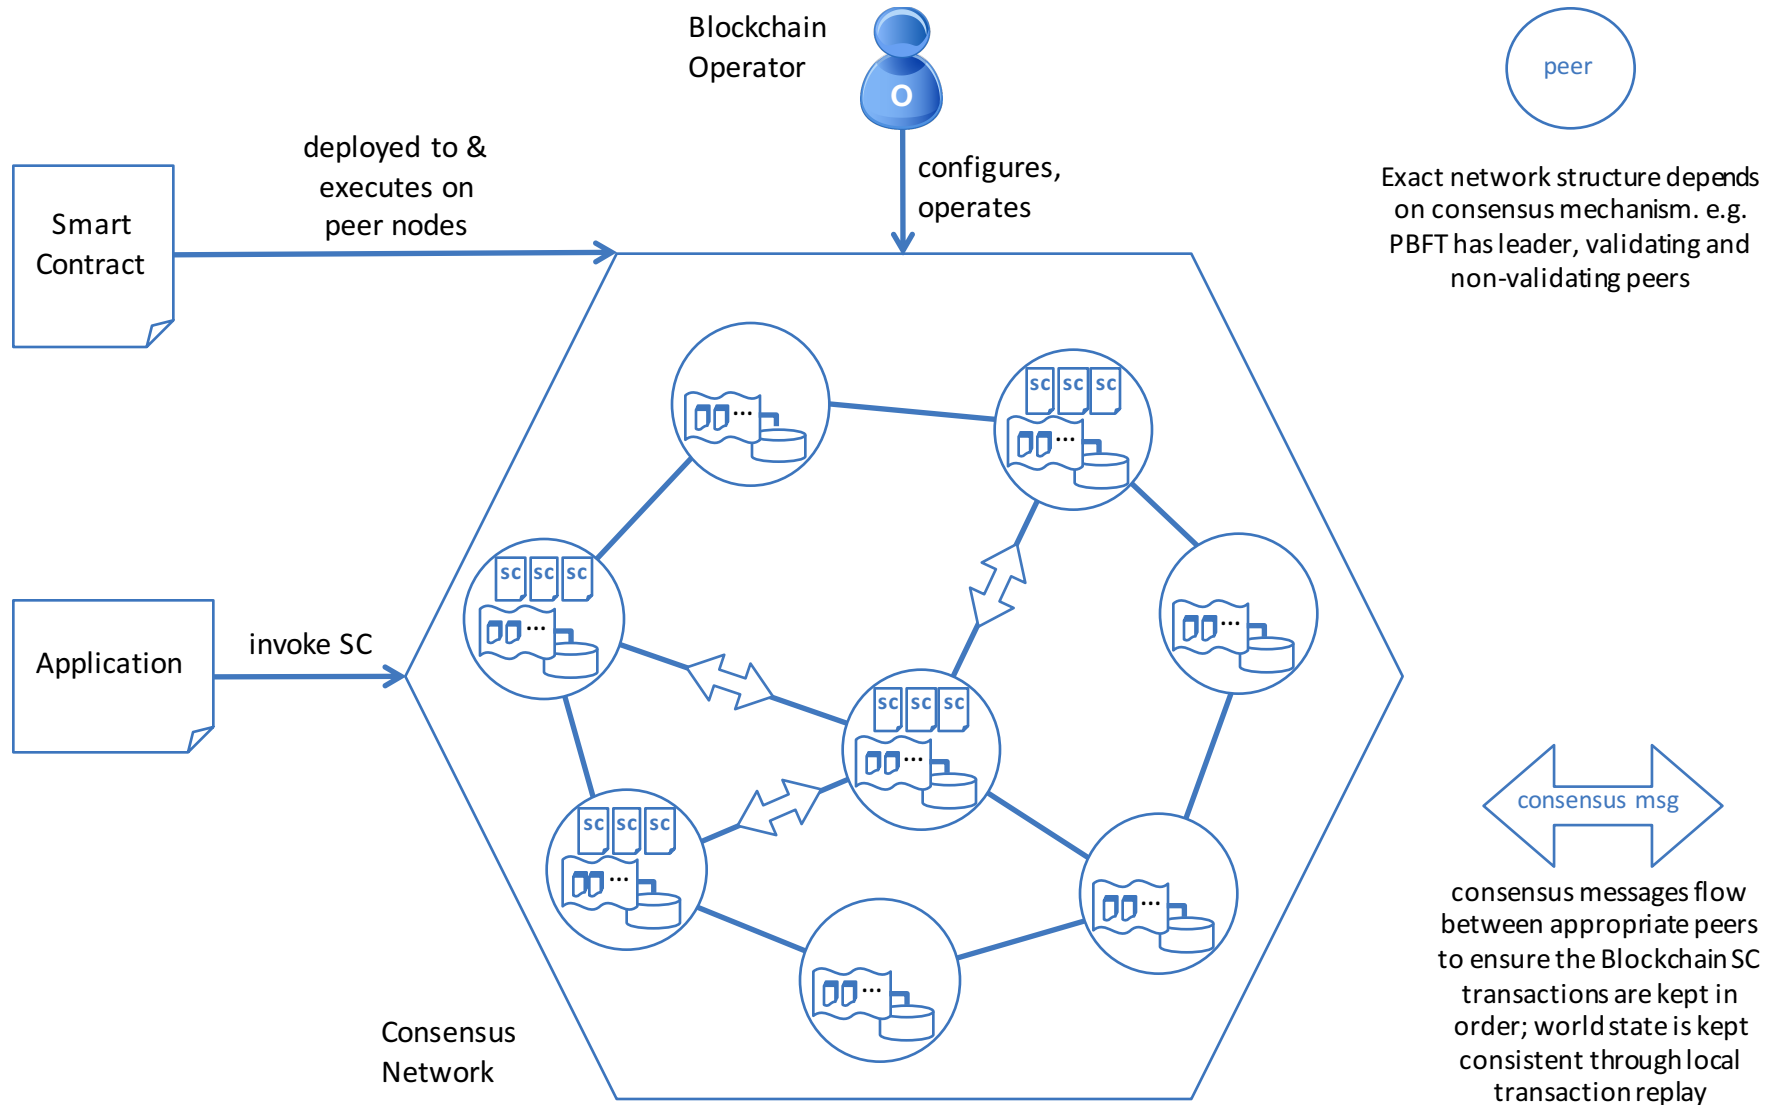 Blockchain
Operator
O
peer
deployed to &
executes on
peer nodes
configures,
operates
Exact network structure depends
on consensus mechanism. e.g.
PBFT has leader, validating and
non-validating peers
Smart
Contract
...
sc sc sc
...
sc sc sc
...
...
Application
invoke SC
sc sc sc
...
consensus msg
sc sc sc
...
...
...
consensus messages flow
between appropriate peers
to ensure the Blockchain SC
transactions are kept in
order; world state is kept
consistent through local
transaction replay
Consensus
Network